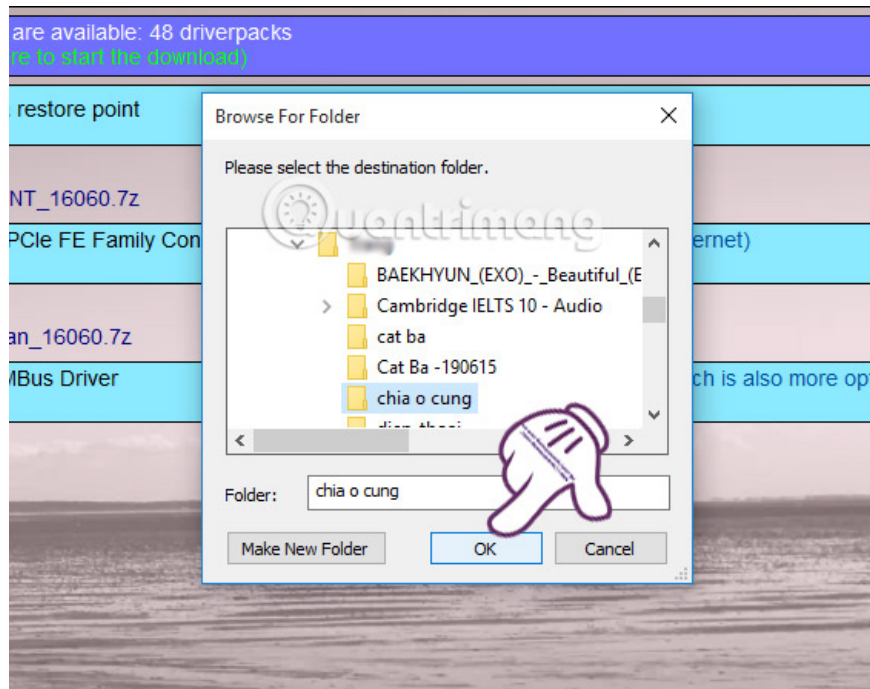 are available: 48 driverpacks
re to start the download)
restore point
Browse For Folder
Please select the destination folder.
Quantrimang
NT_16060.7z
PCIe FE Family Con
ernet)
BAEKHYUN_(EXO)_-_Beautiful_(E
Cambridge IELTS 10 - Audio
cat ba
an_16060.7z
Cat Ba -190615
MBus Driver
ch is also more op
chia o cung
dien thoai
Folder:
chia o cung
Make New Folder
OK
Cancel